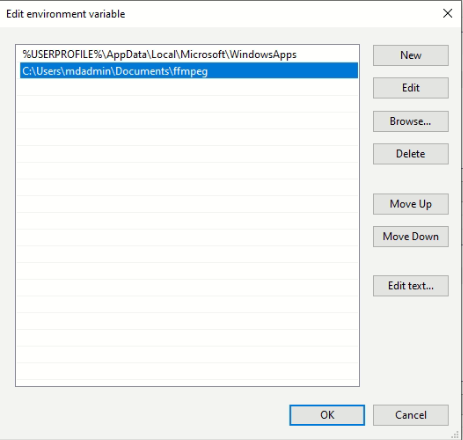 Edit environment variable
%USERPROFILE%\AppData\Local\Microsoft\WindowsApps
C:\Users\mdadmin\Documents\ffmpeg
New
Edit
Browse...
Delete
Move Up
Move Down
Edit text...
OK
Cancel